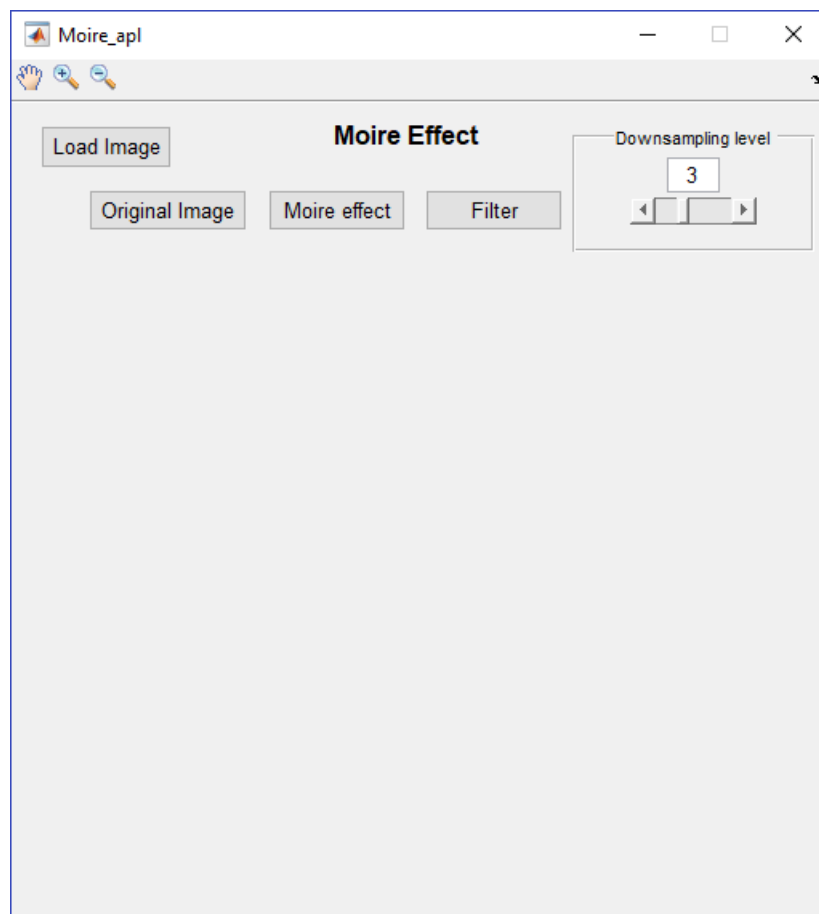 Moire_apl
Load Image
Moire Effect
Downsampling level
3
Original Image
Moire effect
Filter